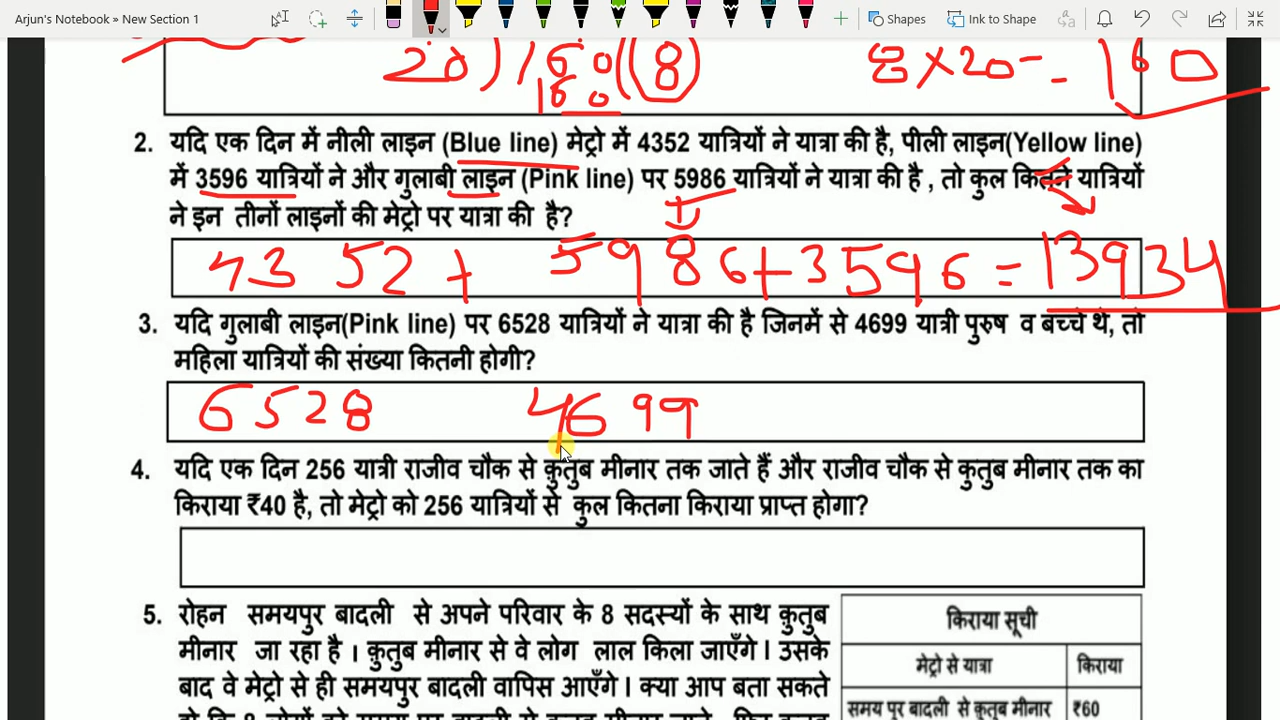 Arjun's Notebook » New Section 1
Shapes
Ink to Shape
20 ) 160 ( 8
160
8 x 20 = 160
2. यदि एक दिन में नीली लाइन (Blue line) मेट्रो में 4352 यात्रियों ने यात्रा की है, पीली लाइन(Yellow line)
में 3596 यात्रियों ने और गुलाबी लाइन (Pink line) पर 5986 यात्रियों ने यात्रा की है , तो कुल कितने यात्रियों
ने इन तीनों लाइनों की मेट्रो पर यात्रा की है?
4352 + 5986 + 3596 = 13934
3. यदि गुलाबी लाइन(Pink line) पर 6528 यात्रियों ने यात्रा की है जिनमें से 4699 यात्री पुरुष व बच्चे थे, तो
महिला यात्रियों की संख्या कितनी होगी?
6528 4699
4. यदि एक दिन 256 यात्री राजीव चौक से क़ुतुब मीनार तक जाते हैं और राजीव चौक से कुतुब मीनार तक का
किराया ₹40 है, तो मेट्रो को 256 यात्रियों से कुल कितना किराया प्राप्त होगा?
5. रोहन समयपुर बादली से अपने परिवार के 8 सदस्यों के साथ क़ुतुब
मीनार जा रहा है । क़ुतुब मीनार से वे लोग लाल किला जाएँगे । उसके
बाद वे मेट्रो से ही समयपुर बादली वापिस आएँगे । क्या आप बता सकते
किराया सूची
मेट्रो से यात्रा किराया
समय पुर बादली से कुतुब मीनार ₹60